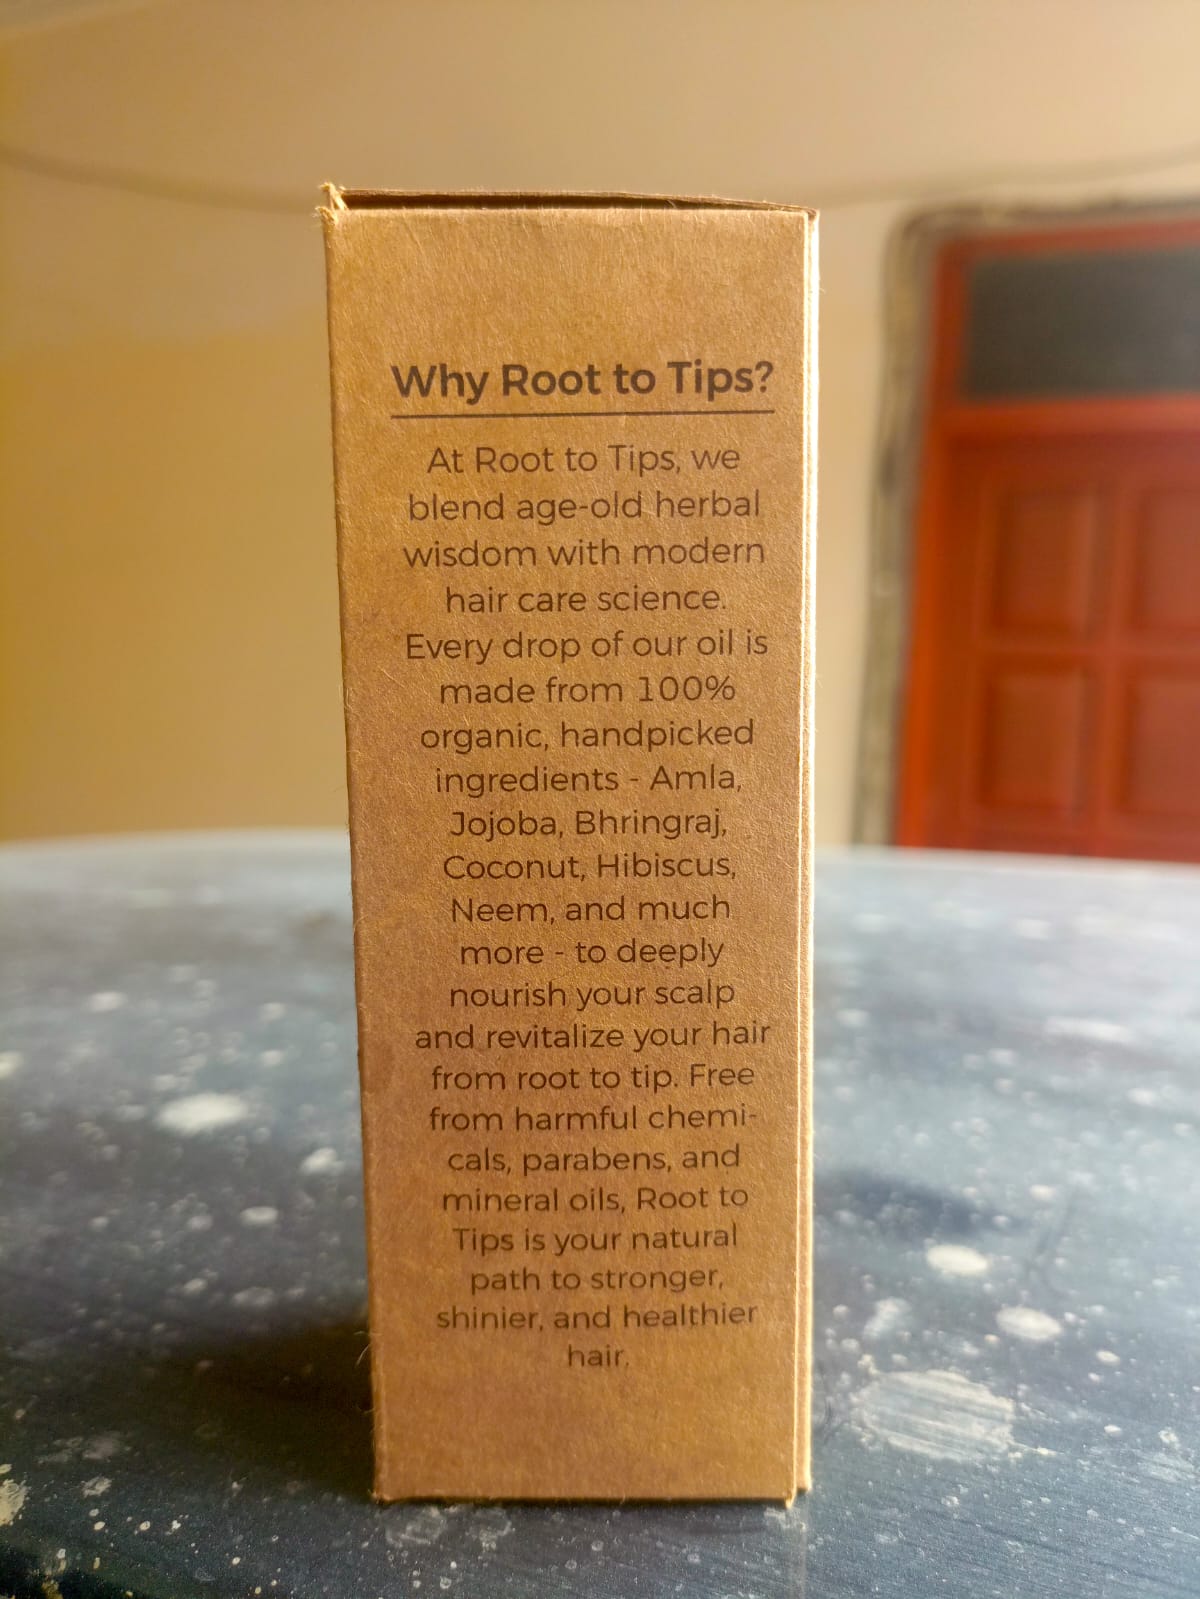 Why Root to Tips?
At Root to Tips, we
blend age-old herbal
wisdom with modern
hair care science.
Every drop of our oil is
made from 100%
organic, handpicked
ingredients - Amla,
Jojoba, Bhringraj,
Coconut, Hibiscus,
Neem, and much
more - to deeply
nourish your scalp
and revitalize your hair
from root to tip. Free
from harmful chemi-
cals, parabens, and
mineral oils, Root to
Tips is your natural
path to stronger,
shinier, and healthier
hair.